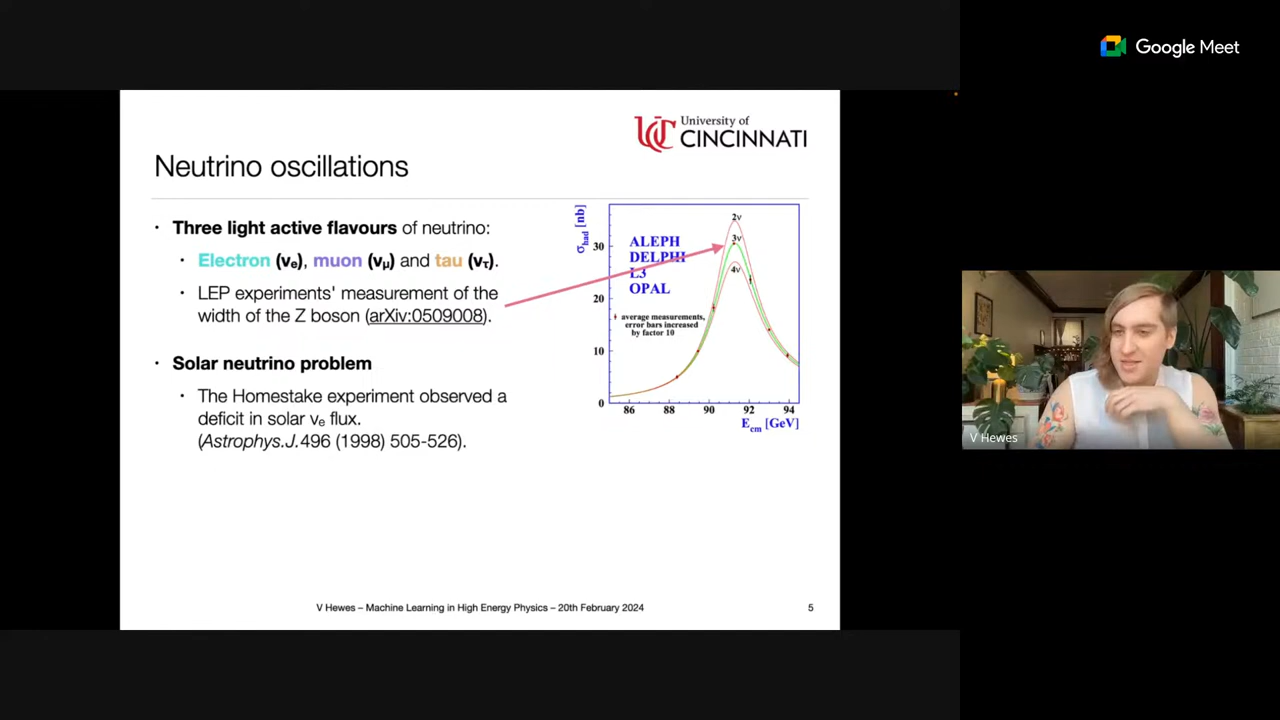 Google Meet
University of
CINCINNATI
Neutrino oscillations
• Three light active flavours of neutrino:
• Electron (νe), muon (νμ) and tau (ντ).
• LEP experiments' measurement of the
width of the Z boson (arXiv:0509008).
• Solar neutrino problem
• The Homestake experiment observed a
deficit in solar νe flux.
(Astrophys.J. 496 (1998) 505-526).
σhad [nb]
30
20
10
0
ALEPH
DELPHI
L3
OPAL
average measurements,
error bars increased
by factor 10
2ν
3ν
4ν
86 88 90 92 94
Ecm [GeV]
V Hewes – Machine Learning in High Energy Physics – 20th February 2024
5
V Hewes